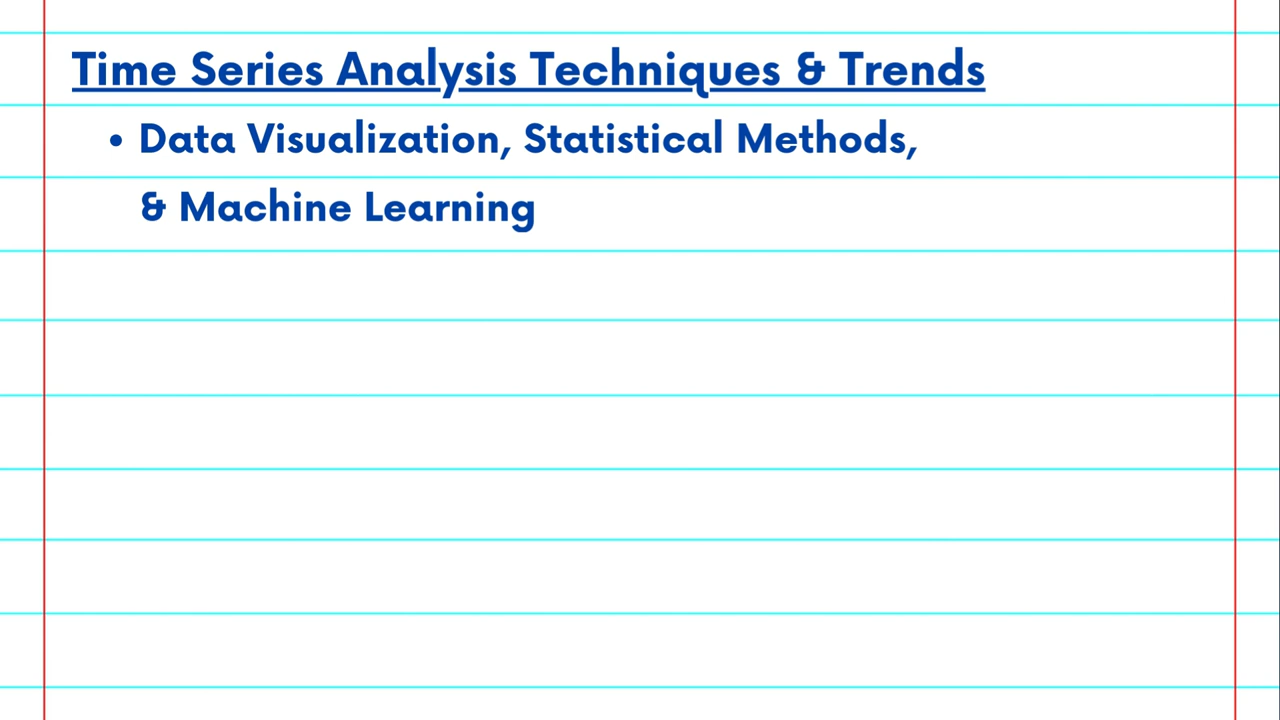 Time Series Analysis Techniques & Trends
• Data Visualization, Statistical Methods,
& Machine Learning